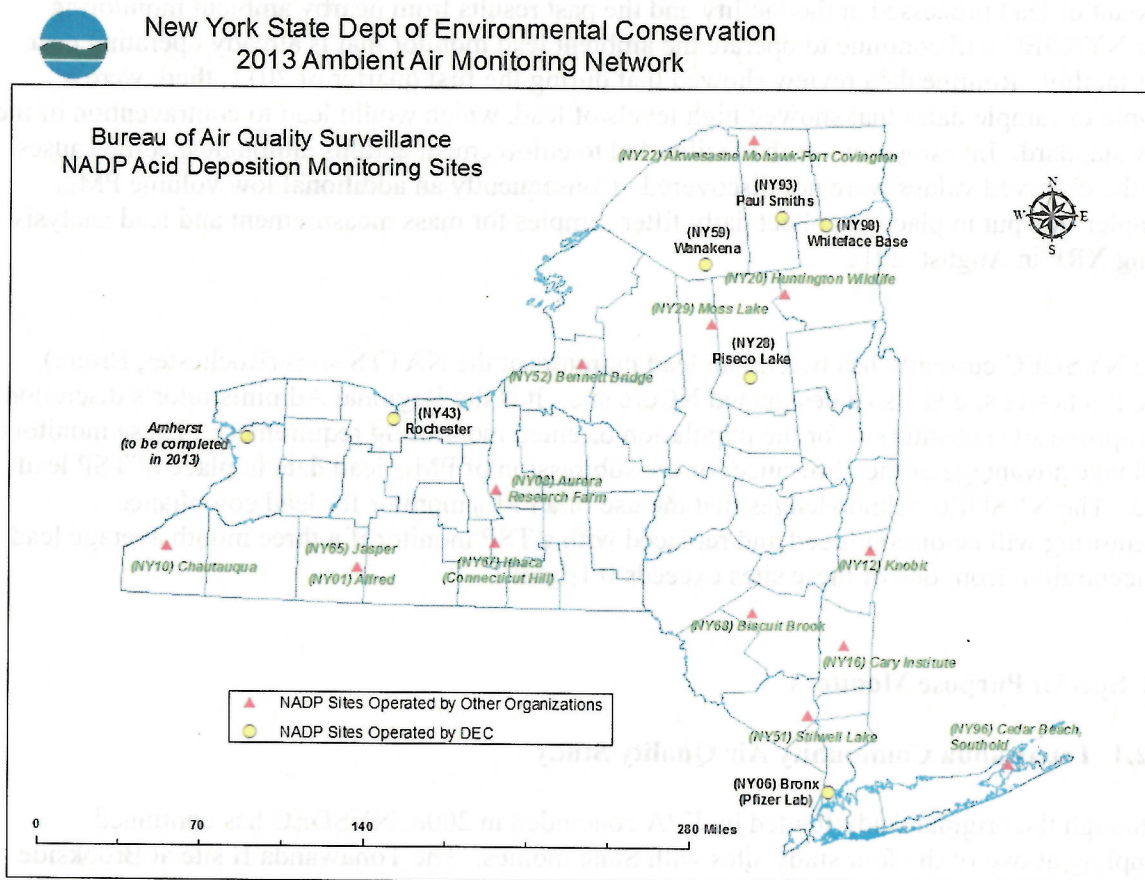 New York State Dept of Environmental Conservation
2013 Ambient Air Monitoring Network
Bureau of Air Quality Surveillance
NADP Acid Deposition Monitoring Sites
(NY22) Akwesasne Mohawk-Fort Covington
(NY93)
Paul Smiths
N
W E
S
(NY98)
Whiteface Base
(NY59)
Wanakena
(NY20) Huntington Wildlife
(NY29) Moss Lake
(NY28)
Piseco Lake
(NY52) Bennett Bridge
(NY43)
Rochester
Amherst
(to be complete
in 2013)
(NY08) Aurora
Research Farm
(NY65) Jasper
(NY10) Chautauqua
(NY01) Alfred
(NY67) Ithaca
(Connecticut Hill)
(NY12) Knobit
(NY68) Biscuit Brook
(NY16) Cary Institute
NADP Sites Operated by Other Organizations
NADP Sites Operated by DEC
(NY51) Stilwell Lake
(NY96) Cedar Beach,
Southold
(NY06) Bronx
(Pfizer Lab)
0 70 140 280 Miles